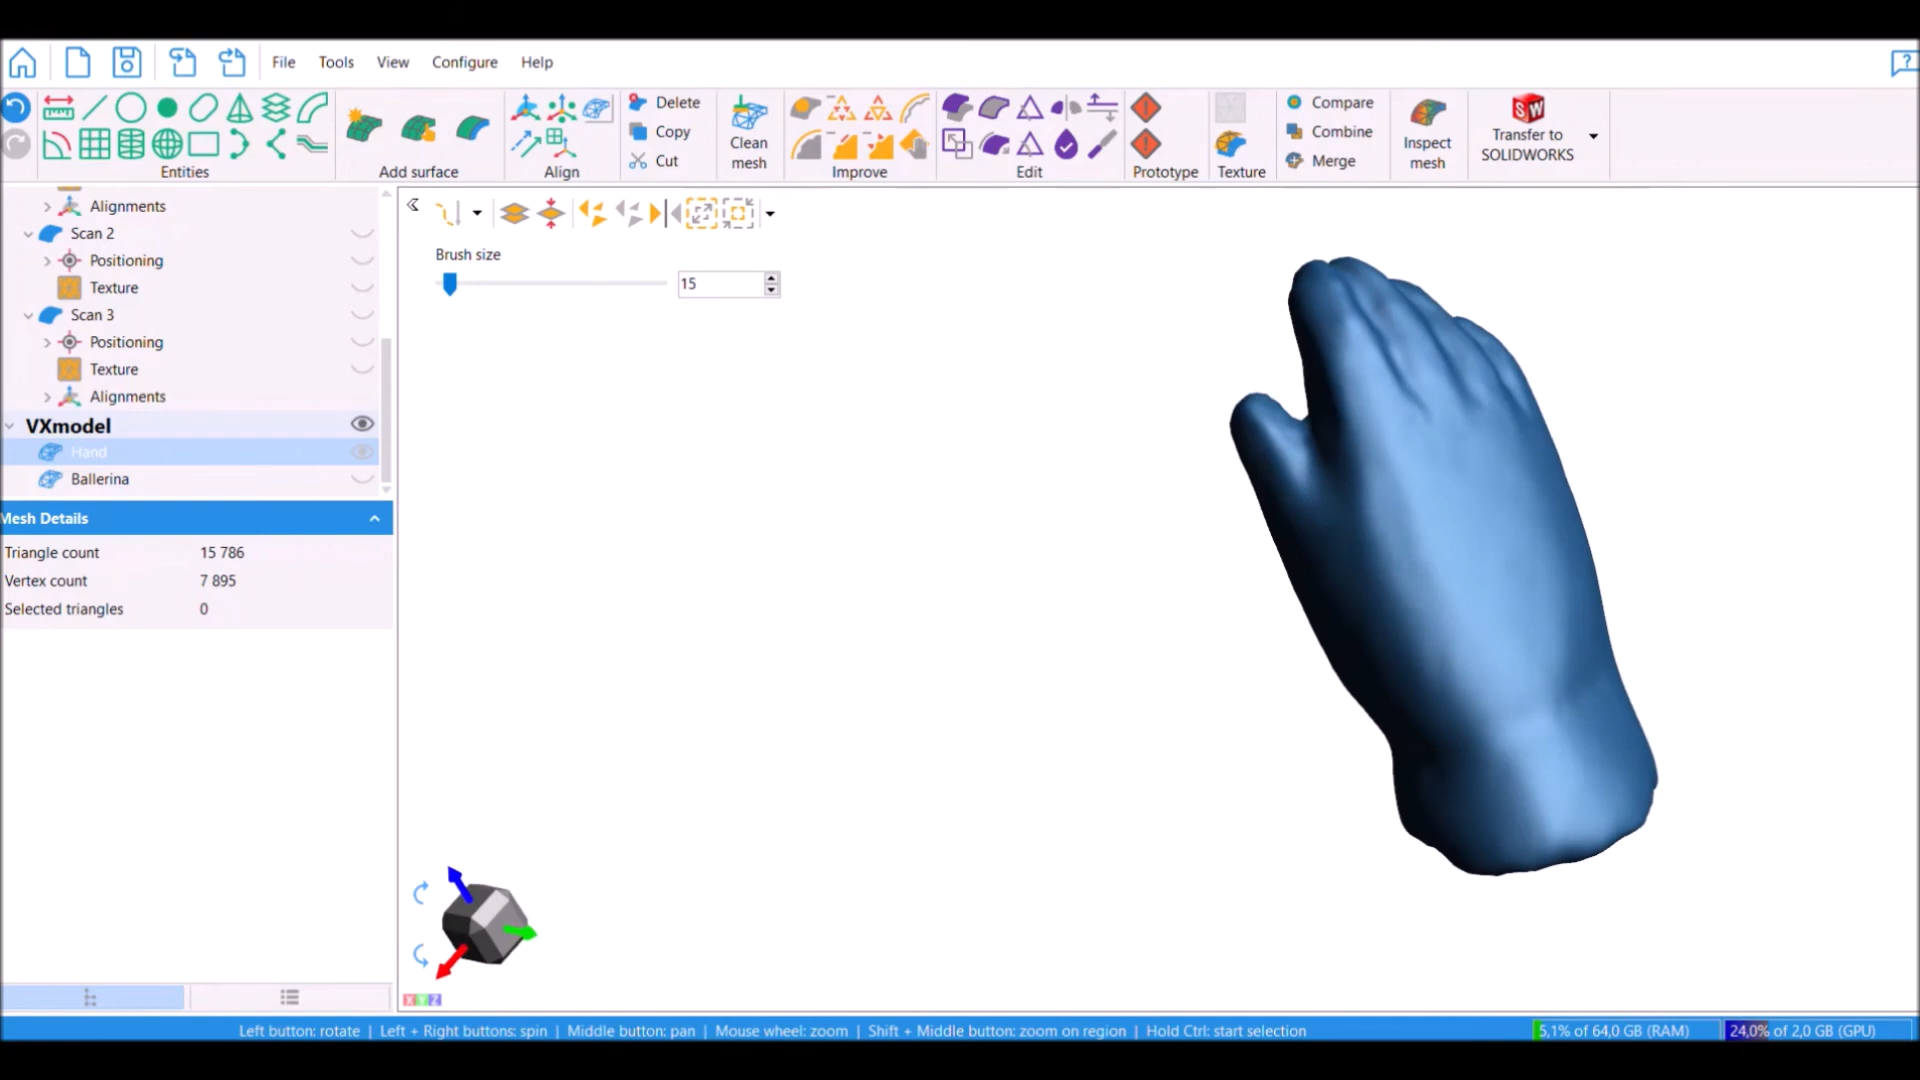 File Tools View Configure Help
?
Delete
Copy
Cut
Clean
mesh
Compare
Combine
Merge
Inspect
mesh
SW
Transfer to
SOLIDWORKS
Entities
Add surface
Align
Improve
Edit
Prototype
Texture
Alignments
Scan 2
Positioning
Texture
Scan 3
Positioning
Texture
Alignments
VXmodel
Hand
Ballerina
Brush size
15
Mesh Details
Triangle count 15 786
Vertex count 7 895
Selected triangles 0
X Y Z
Left button: rotate | Left + Right buttons: spin | Middle button: pan | Mouse wheel: zoom | Shift + Middle button: zoom on region | Hold Ctrl: start selection
5,1% of 64,0 GB (RAM)
24,0% of 2,0 GB (GPU)